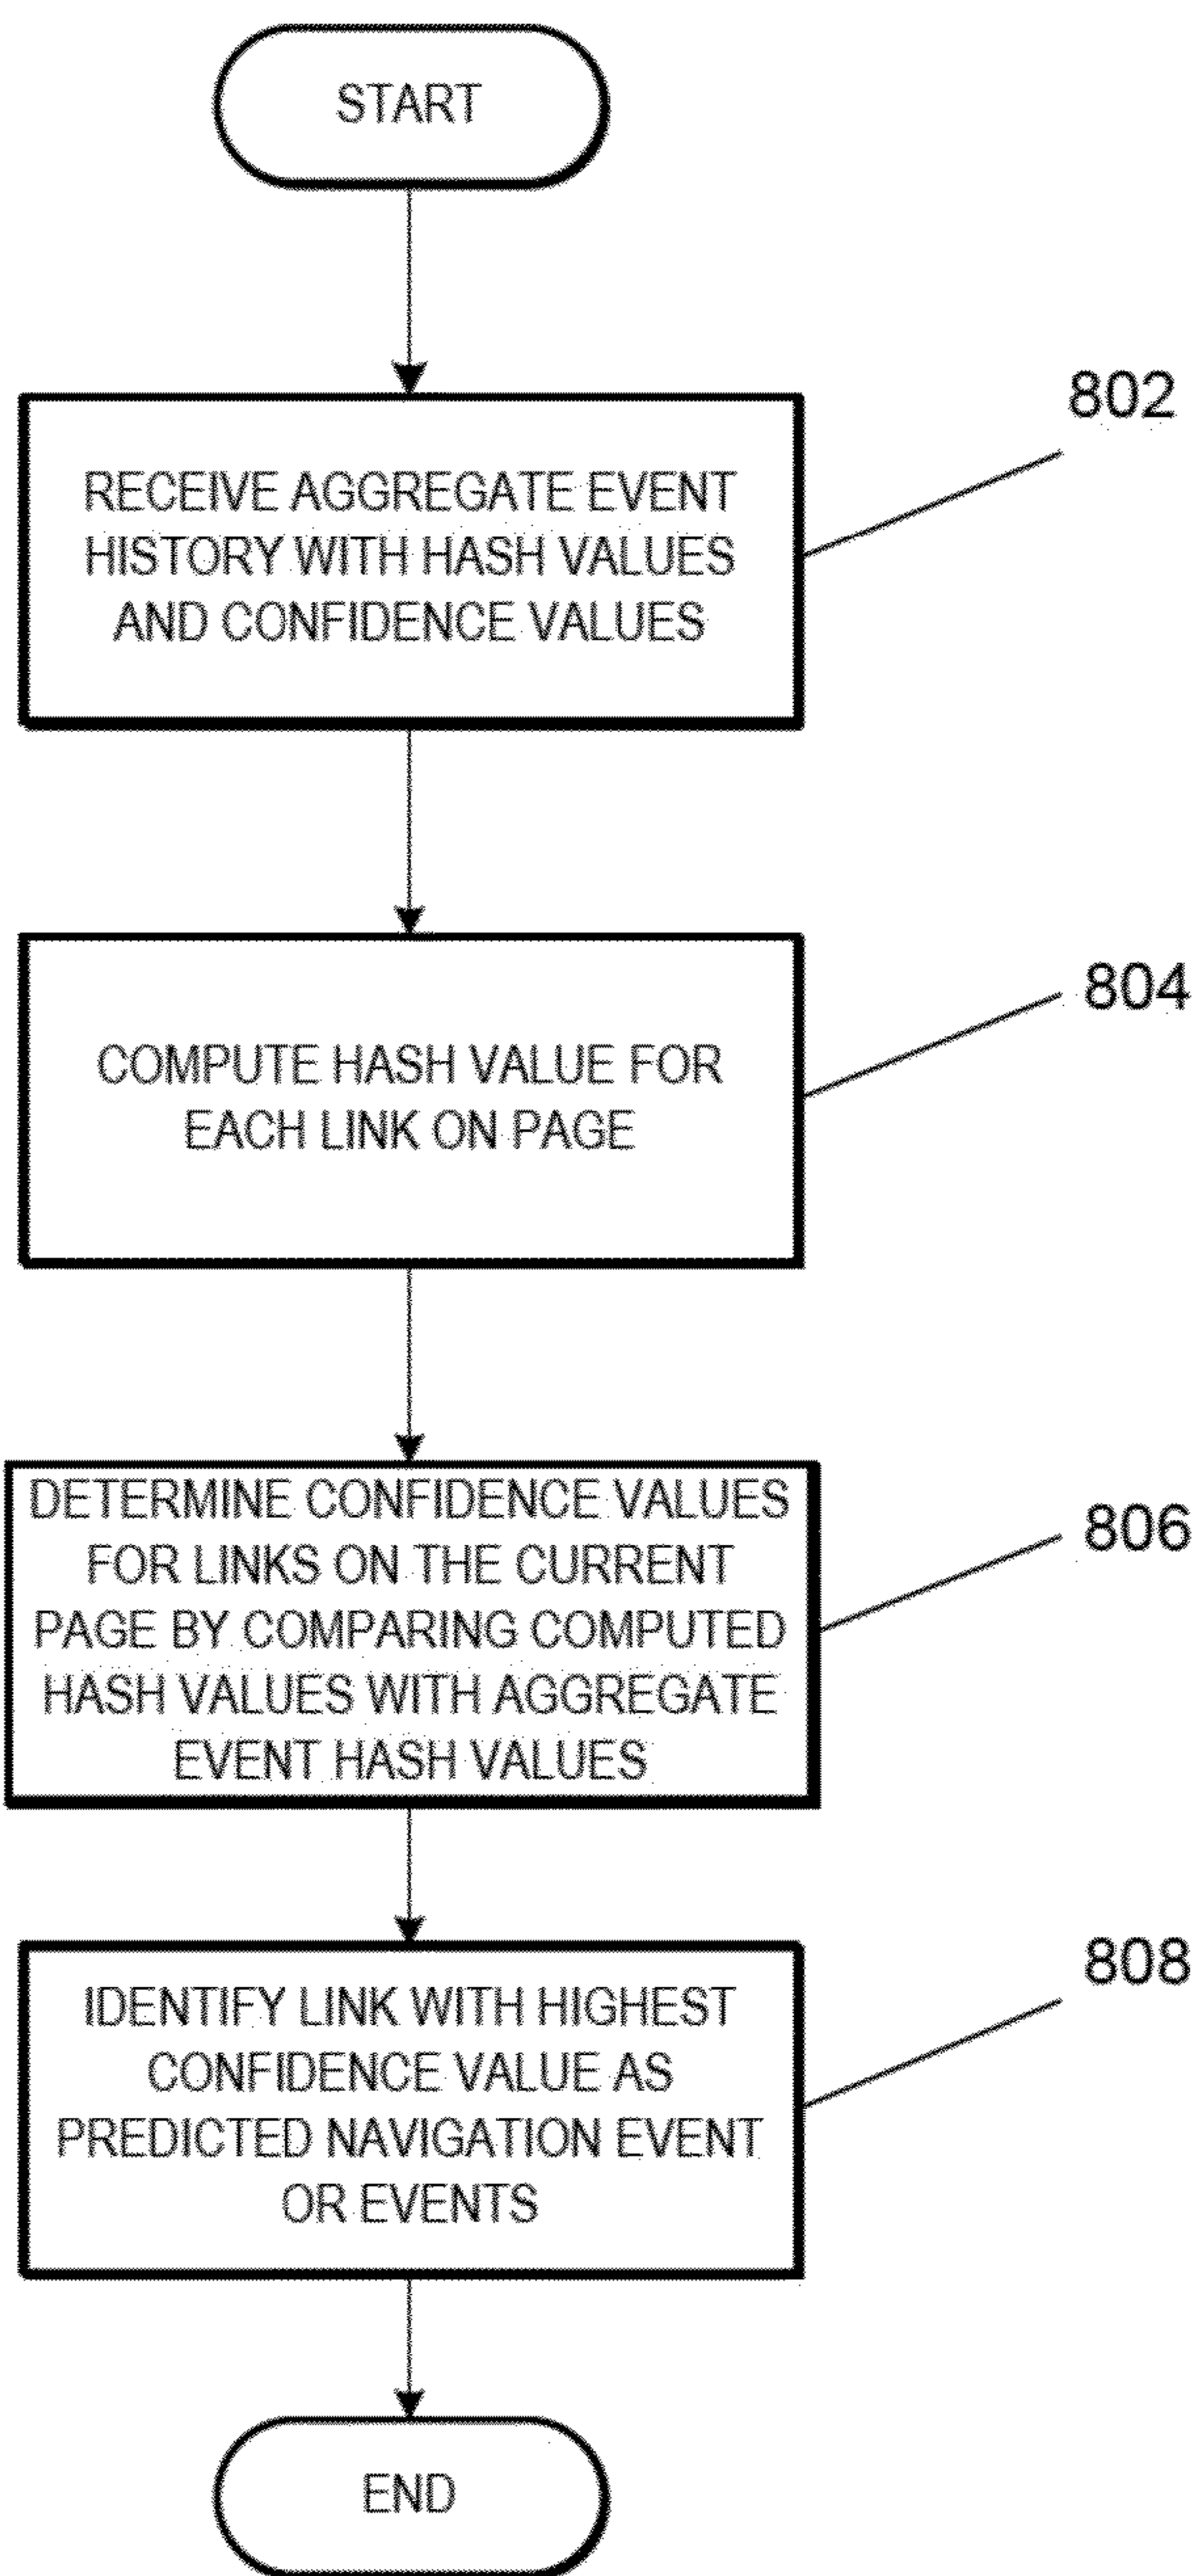 START
802
RECEIVE AGGREGATE EVENT
HISTORY WITH HASH VALUES
AND CONFIDENCE VALUES
804
COMPUTE HASH VALUE FOR
EACH LINK ON PAGE
806
DETERMINE CONFIDENCE VALUES
FOR LINKS ON THE CURRENT
PAGE BY COMPARING COMPUTED
HASH VALUES WITH AGGREGATE
EVENT HASH VALUES
808
IDENTIFY LINK WITH HIGHEST
CONFIDENCE VALUE AS
PREDICTED NAVIGATION EVENT
OR EVENTS
END